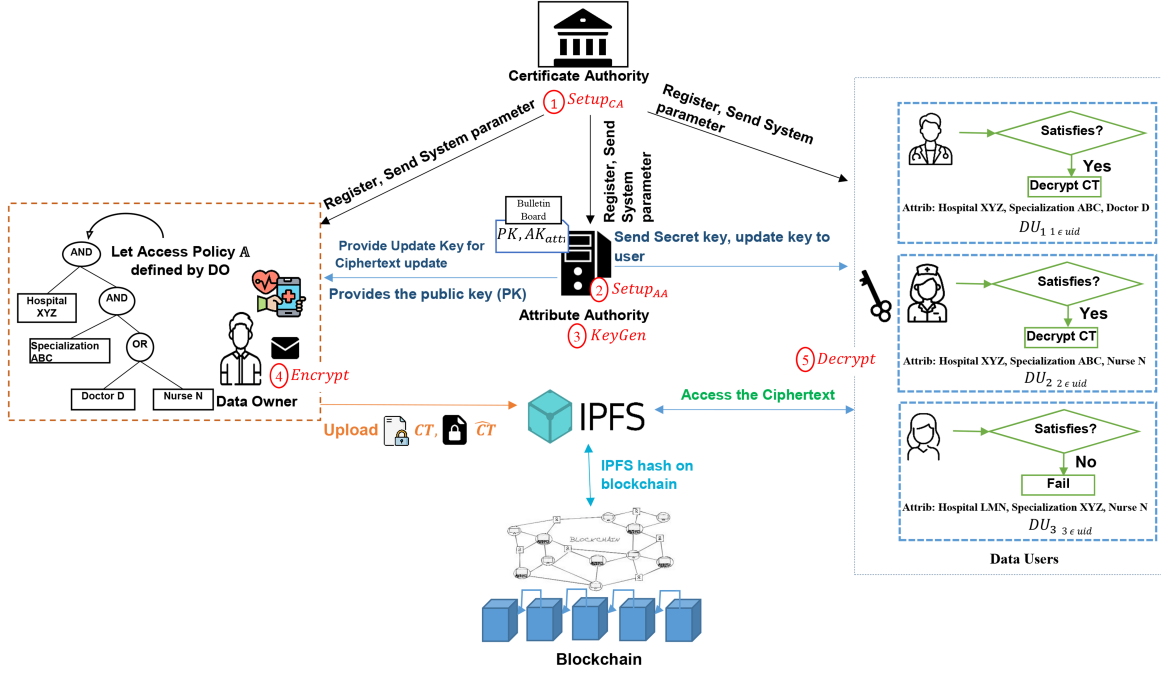 Certificate Authority
1 Setup_CA
Register, Send System parameter
Register, Send
System
parameter
Register, Send System
parameter
Let Access Policy 𝔸
defined by DO
AND
Hospital
XYZ
AND
Specialization
ABC
OR
Doctor D
Nurse N
4 Encrypt
Data Owner
Bulletin
Board
PK, AK_atti
2 Setup_AA
Attribute Authority
3 KeyGen
Provide Update Key for
Ciphertext update
Provides the public key (PK)
Send Secret key, update key to
user
5 Decrypt
Satisfies?
Yes
Decrypt CT
Attrib: Hospital XYZ, Specialization ABC, Doctor D
DU₁ 1 ϵ uid
Satisfies?
Yes
Decrypt CT
Attrib: Hospital XYZ, Specialization ABC, Nurse N
DU₂ 2 ϵ uid
Satisfies?
No
Fail
Attrib: Hospital LMN, Specialization XYZ, Nurse N
DU₃ 3 ϵ uid
Data Users
Upload CT, C͡T
IPFS
Access the Ciphertext
IPFS hash on
blockchain
BLOCKCHAIN
Blockchain